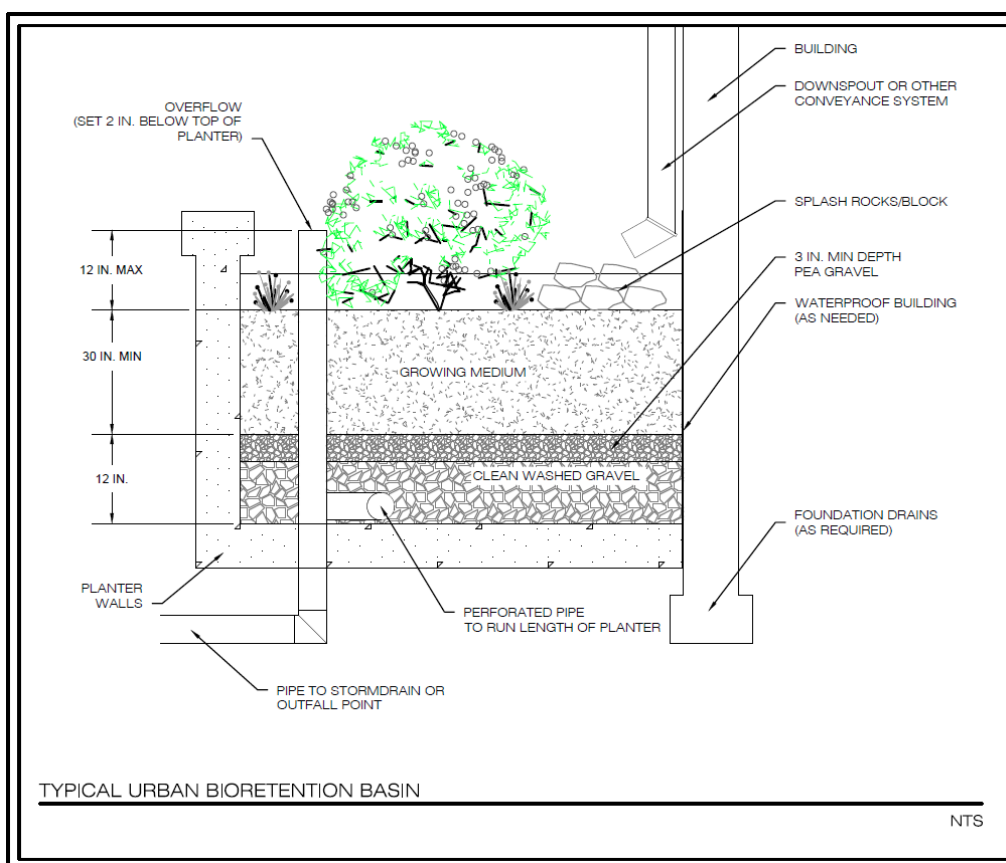 BUILDING
DOWNSPOUT OR OTHER
CONVEYANCE SYSTEM
OVERFLOW
(SET 2 IN. BELOW TOP OF
PLANTER)
SPLASH ROCKS/BLOCK
3 IN. MIN DEPTH
PEA GRAVEL
12 IN. MAX
WATERPROOF BUILDING
(AS NEEDED)
30 IN. MIN
GROWING MEDIUM
12 IN.
CLEAN WASHED GRAVEL
FOUNDATION DRAINS
(AS REQUIRED)
PLANTER
WALLS
PERFORATED PIPE
TO RUN LENGTH OF PLANTER
PIPE TO STORMDRAIN OR
OUTFALL POINT
TYPICAL URBAN BIORETENTION BASIN
NTS